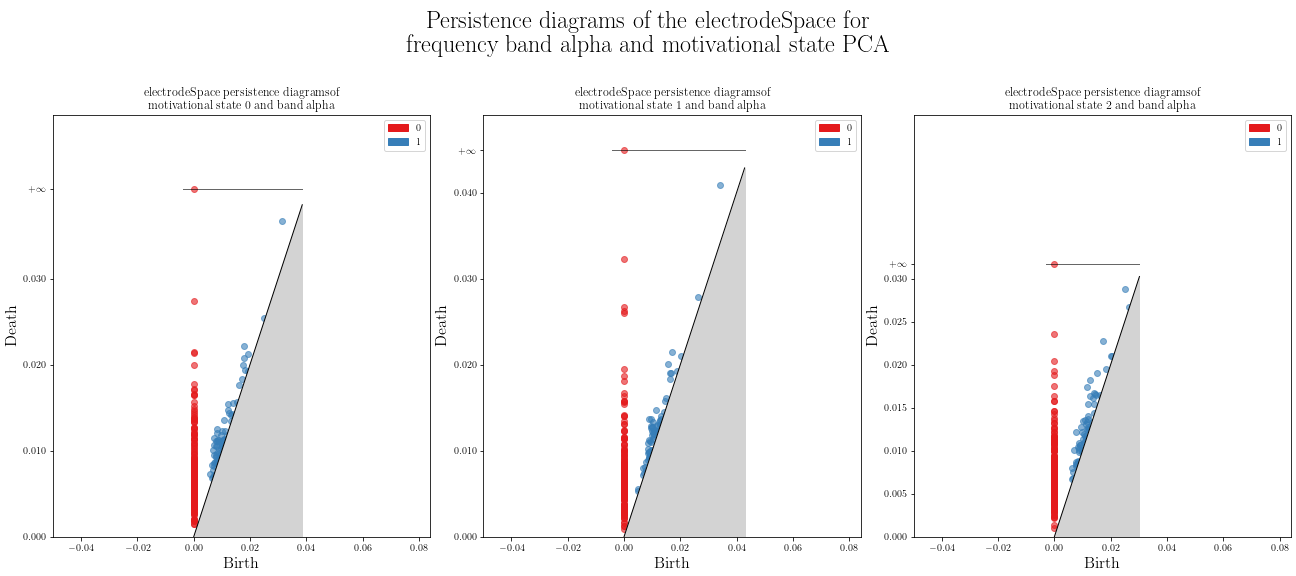 Persistence diagrams of the electrodeSpace for
frequency band alpha and motivational state PCA
electrodeSpace persistence diagramsof
motivational state 0 and band alpha
0
1
+∞
0.030
0.020
0.010
0.000
Death
−0.04 −0.02 0.00 0.02 0.04 0.06 0.08
Birth
electrodeSpace persistence diagramsof
motivational state 1 and band alpha
0
1
+∞
0.040
0.030
0.020
0.010
0.000
Death
−0.04 −0.02 0.00 0.02 0.04 0.06 0.08
Birth
electrodeSpace persistence diagramsof
motivational state 2 and band alpha
0
1
+∞
0.030
0.025
0.020
0.015
0.010
0.005
0.000
Death
−0.04 −0.02 0.00 0.02 0.04 0.06 0.08
Birth